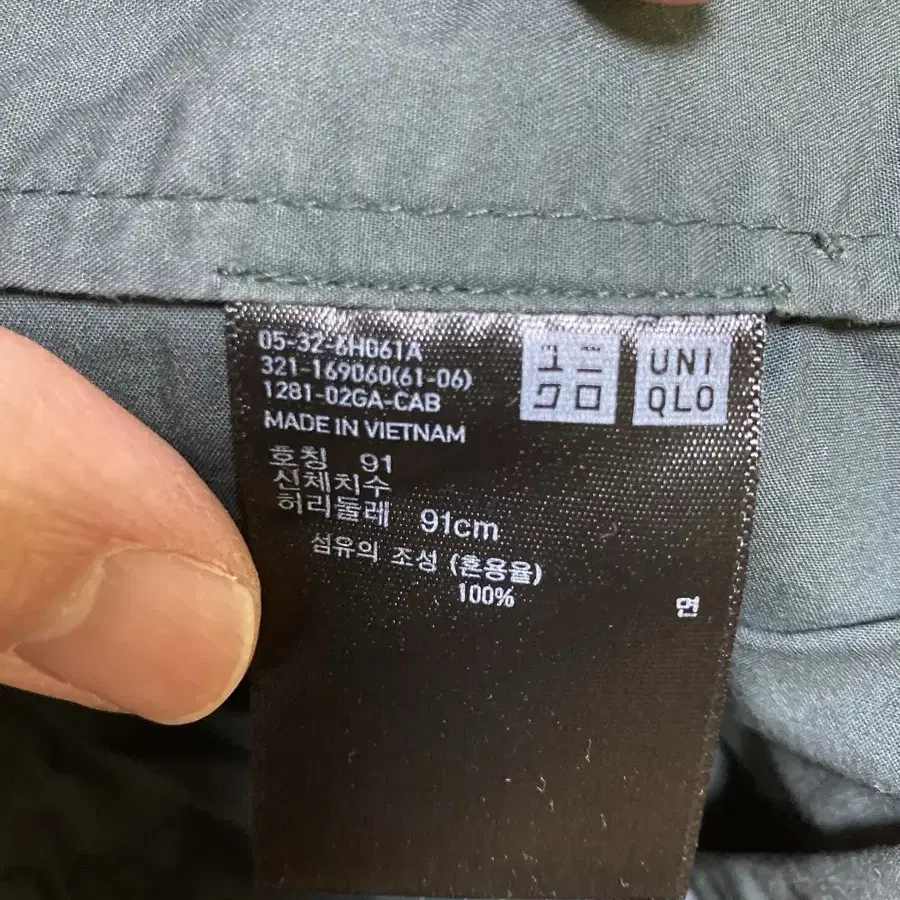 05-32-6H061A
321-169060(61-06)
1281-02GA-CAB
MADE IN VIETNAM
ユニ
クロ
UNI
QLO
호칭 91
신체치수
허리둘레 91cm
섬유의 조성 (혼용율)
100% 면